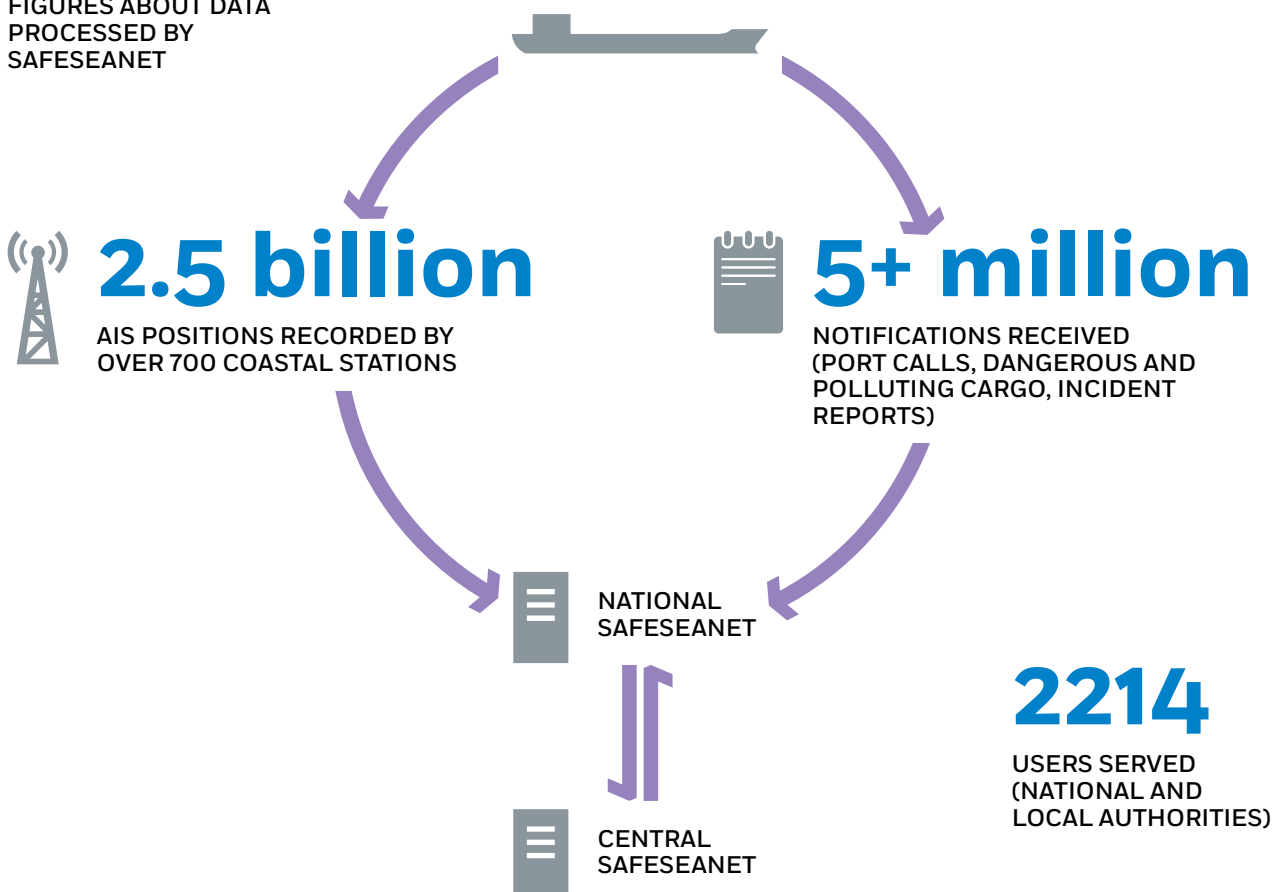 FIGURES ABOUT DATA
PROCESSED BY
SAFESEANET
2.5 billion
AIS POSITIONS RECORDED BY
OVER 700 COASTAL STATIONS
5+ million
NOTIFICATIONS RECEIVED
(PORT CALLS, DANGEROUS AND
POLLUTING CARGO, INCIDENT
REPORTS)
NATIONAL
SAFESEANET
2214
USERS SERVED
(NATIONAL AND
LOCAL AUTHORITIES)
CENTRAL
SAFESEANET